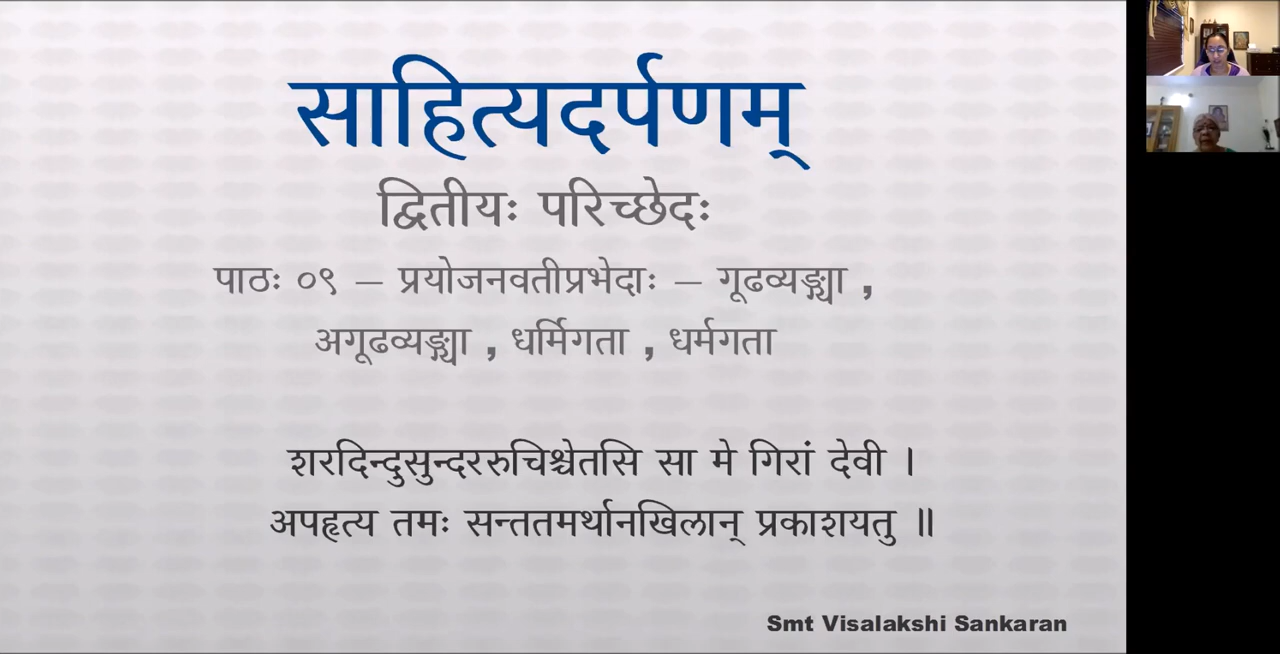 साहित्यदर्पणम्
द्वितीयः परिच्छेदः
पाठः ०९ – प्रयोजनवतीप्रभेदाः – गूढव्यङ्ग्या ,
अगूढव्यङ्ग्या , धर्मिगता , धर्मगता
शरदिन्दुसुन्दररुचिश्चेतसि सा मे गिरां देवी ।
अपहृत्य तमः सन्ततमर्थानखिलान् प्रकाशयतु ॥
Smt Visalakshi Sankaran